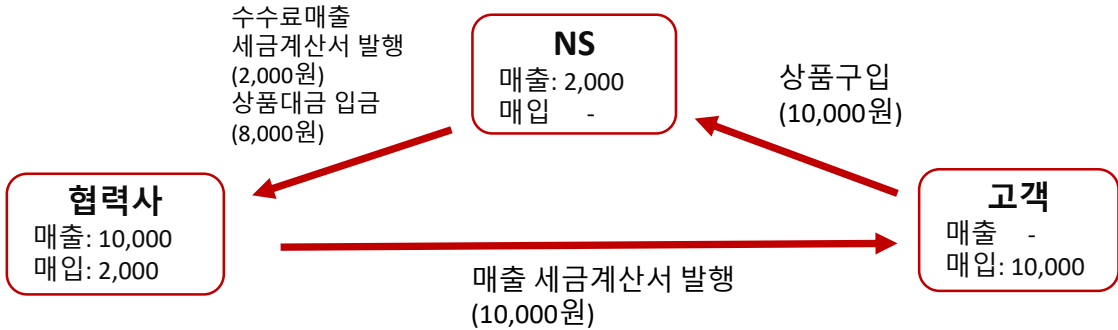 수수료매출
세금계산서 발행
(2,000원)
상품대금 입금
(8,000원)
NS
매출: 2,000
매입 -
상품구입
(10,000원)
협력사
매출: 10,000
매입: 2,000
고객
매출 -
매입: 10,000
매출 세금계산서 발행
(10,000원)